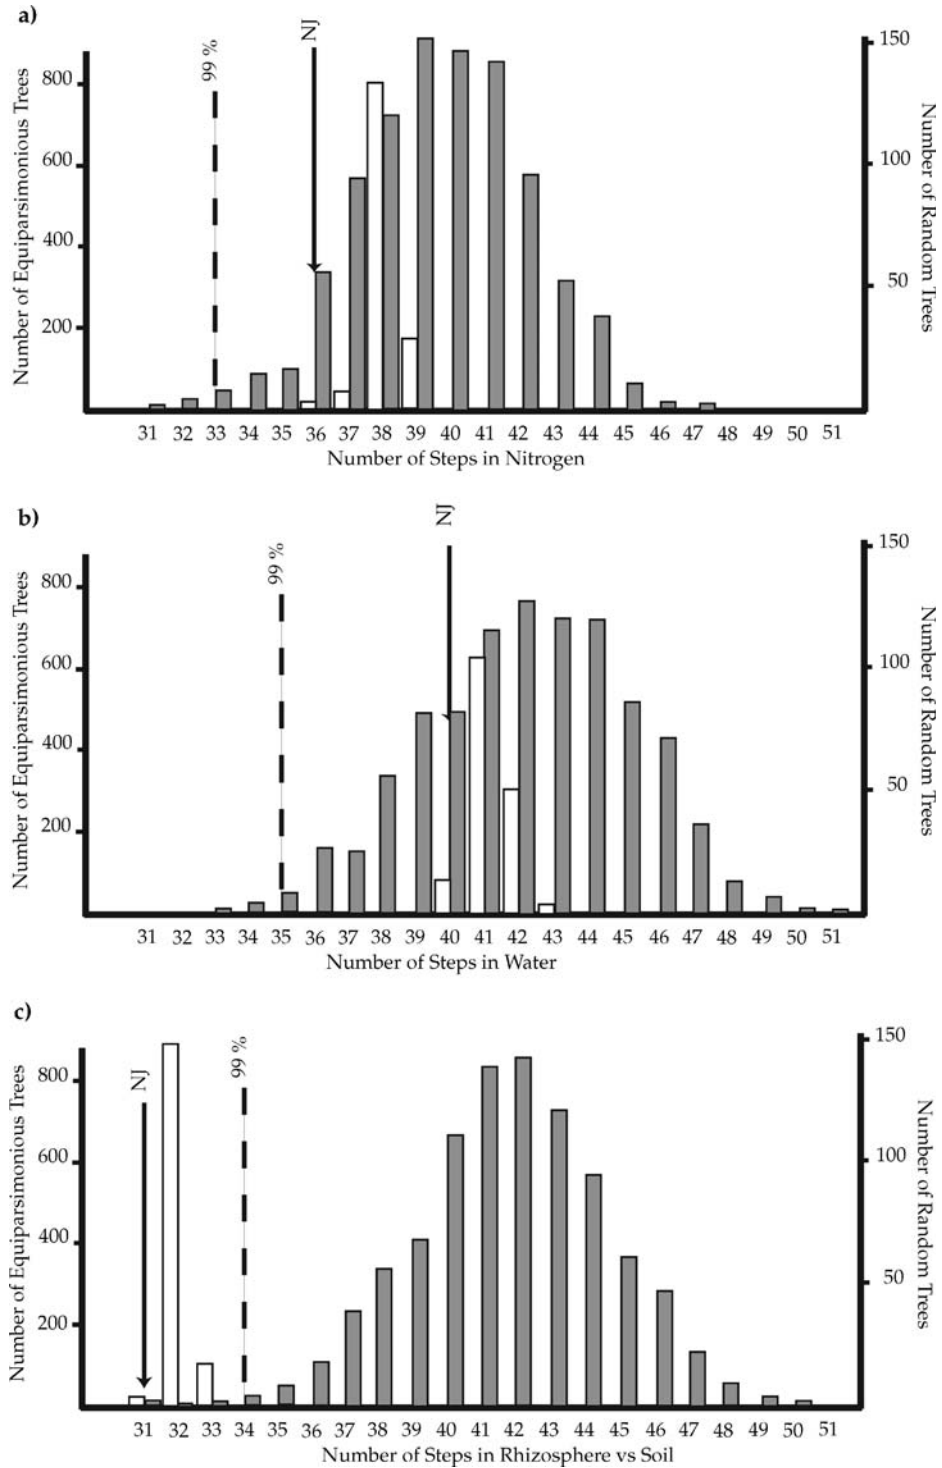 a)
NJ
99 %
Number of Equiparsimonious Trees
800
600
400
200
150
100
50
Number of Random Trees
31 32 33 34 35 36 37 38 39 40 41 42 43 44 45 46 47 48 49 50 51
Number of Steps in Nitrogen
b)
NJ
99 %
Number of Equiparsimonious Trees
800
600
400
200
150
100
50
Number of Random Trees
31 32 33 34 35 36 37 38 39 40 41 42 43 44 45 46 47 48 49 50 51
Number of Steps in Water
c)
NJ
99 %
Number of Equiparsimonious Trees
800
600
400
200
150
100
50
Number of Random Trees
31 32 33 34 35 36 37 38 39 40 41 42 43 44 45 46 47 48 49 50 51
Number of Steps in Rhizosphere vs Soil